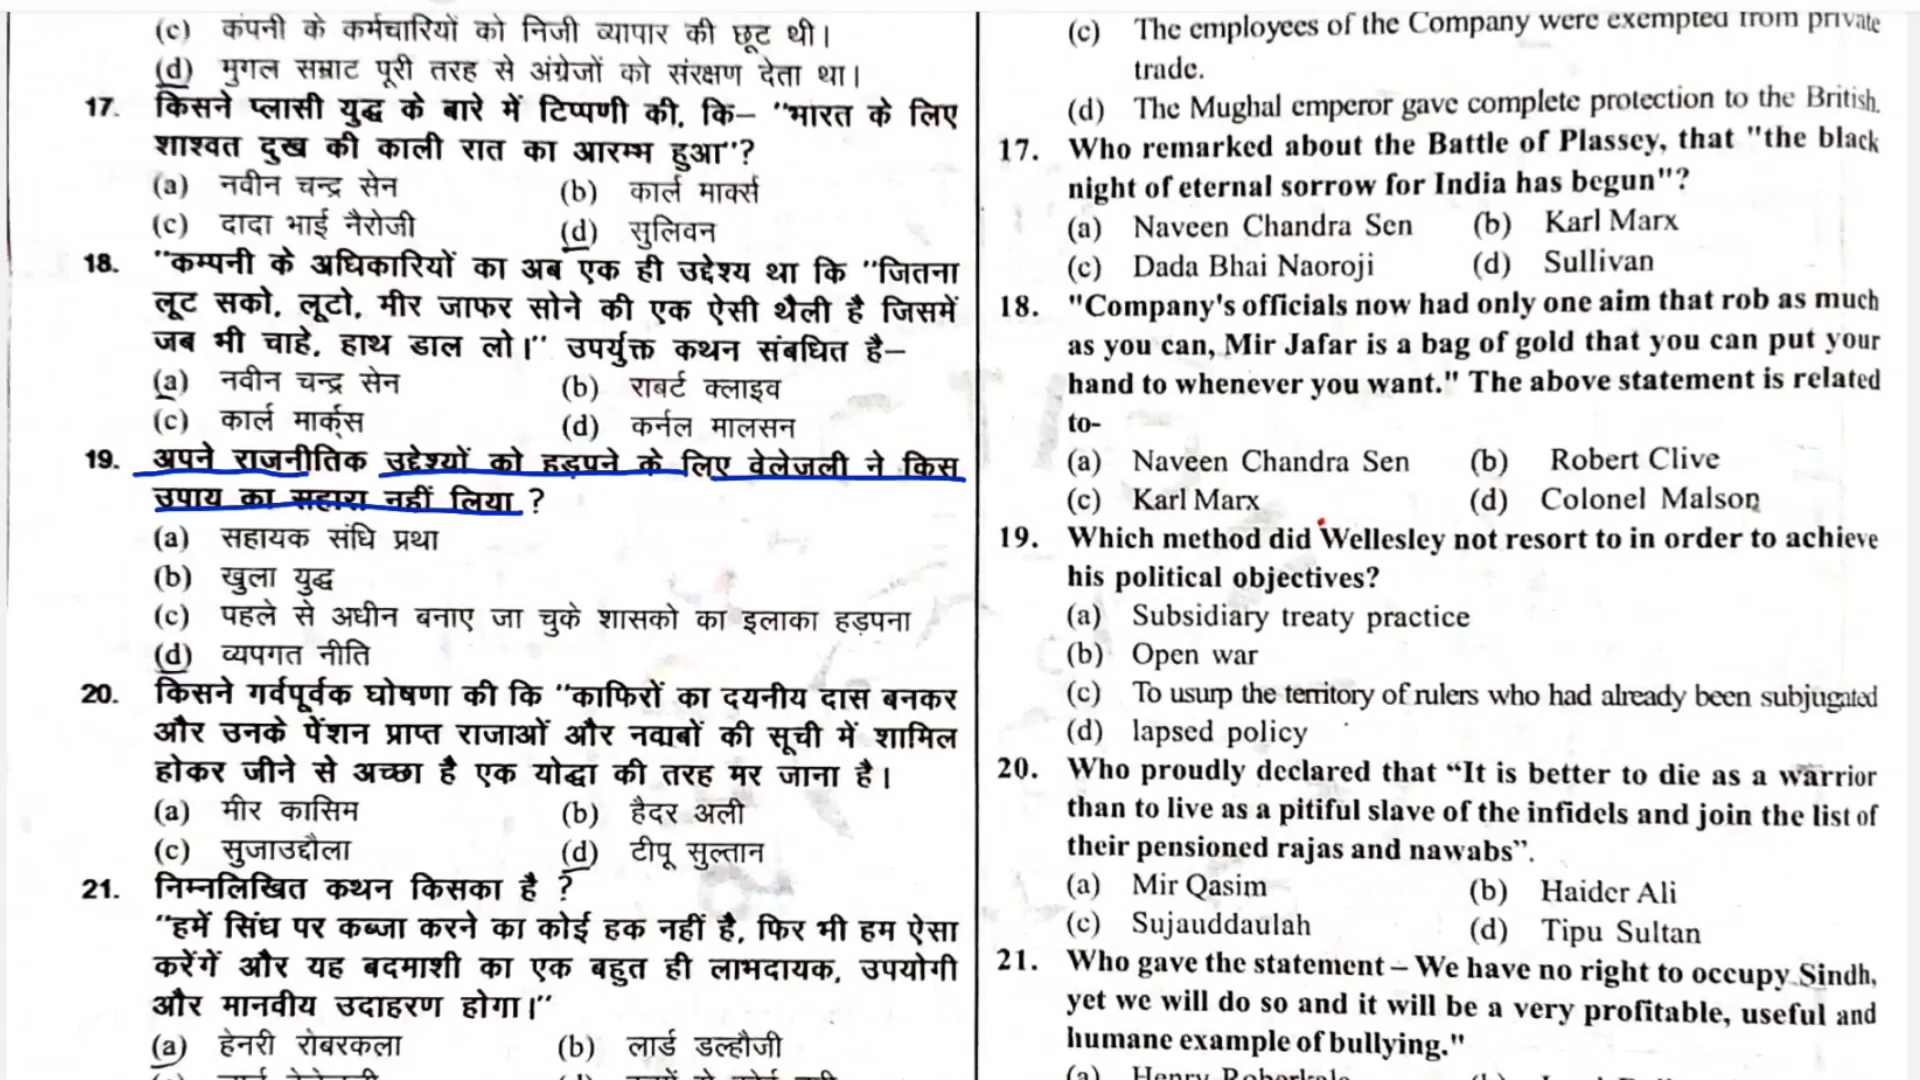 (c) कंपनी के कर्मचारियों को निजी व्यापार की छूट थी।
(d) मुगल सम्राट पूरी तरह से अंग्रेजों को संरक्षण देता था।
17. किसने प्लासी युद्ध के बारे में टिप्पणी की, कि– "भारत के लिए
शाश्वत दुख की काली रात का आरम्भ हुआ"?
(a) नवीन चन्द्र सेन (b) कार्ल मार्क्स
(c) दादा भाई नैरोजी (d) सुलिवन
18. "कम्पनी के अधिकारियों का अब एक ही उद्देश्य था कि "जितना
लूट सको, लूटो, मीर जाफर सोने की एक ऐसी थैली है जिसमें
जब भी चाहे, हाथ डाल लो।" उपर्युक्त कथन संबधित है–
(a) नवीन चन्द्र सेन (b) राबर्ट क्लाइव
(c) कार्ल मार्क्स (d) कर्नल मालसन
19. अपने राजनीतिक उद्देश्यों को हड़पने के लिए वेलेजली ने किस
उपाय का सहारा नहीं लिया ?
(a) सहायक संधि प्रथा
(b) खुला युद्ध
(c) पहले से अधीन बनाए जा चुके शासको का इलाका हड़पना
(d) व्यपगत नीति
20. किसने गर्वपूर्वक घोषणा की कि "काफिरों का दयनीय दास बनकर
और उनके पेंशन प्राप्त राजाओं और नवाबों की सूची में शामिल
होकर जीने से अच्छा है एक योद्धा की तरह मर जाना है।
(a) मीर कासिम (b) हैदर अली
(c) सुजाउद्दौला (d) टीपू सुल्तान
21. निम्नलिखित कथन किसका है ?
"हमें सिंध पर कब्जा करने का कोई हक नहीं है, फिर भी हम ऐसा
करेंगें और यह बदमाशी का एक बहुत ही लाभदायक, उपयोगी
और मानवीय उदाहरण होगा।"
(a) हेनरी रोबरकला (b) लार्ड डल्हौजी
(c) The employees of the Company were exempted from private
trade.
(d) The Mughal emperor gave complete protection to the British.
17. Who remarked about the Battle of Plassey, that "the black
night of eternal sorrow for India has begun"?
(a) Naveen Chandra Sen (b) Karl Marx
(c) Dada Bhai Naoroji (d) Sullivan
18. "Company's officials now had only one aim that rob as much
as you can, Mir Jafar is a bag of gold that you can put your
hand to whenever you want." The above statement is related
to-
(a) Naveen Chandra Sen (b) Robert Clive
(c) Karl Marx (d) Colonel Malson
19. Which method did Wellesley not resort to in order to achieve
his political objectives?
(a) Subsidiary treaty practice
(b) Open war
(c) To usurp the territory of rulers who had already been subjugated
(d) lapsed policy
20. Who proudly declared that “It is better to die as a warrior
than to live as a pitiful slave of the infidels and join the list of
their pensioned rajas and nawabs”.
(a) Mir Qasim (b) Haider Ali
(c) Sujauddaulah (d) Tipu Sultan
21. Who gave the statement – We have no right to occupy Sindh,
yet we will do so and it will be a very profitable, useful and
humane example of bullying."
(a) Henry